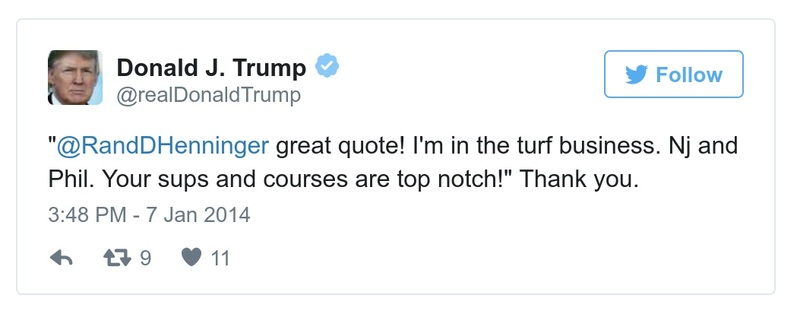 Donald J. Trump
@realDonaldTrump
Follow
"@RandDHenninger great quote! I'm in the turf business. Nj and
Phil. Your sups and courses are top notch!" Thank you.
3:48 PM - 7 Jan 2014
9 11